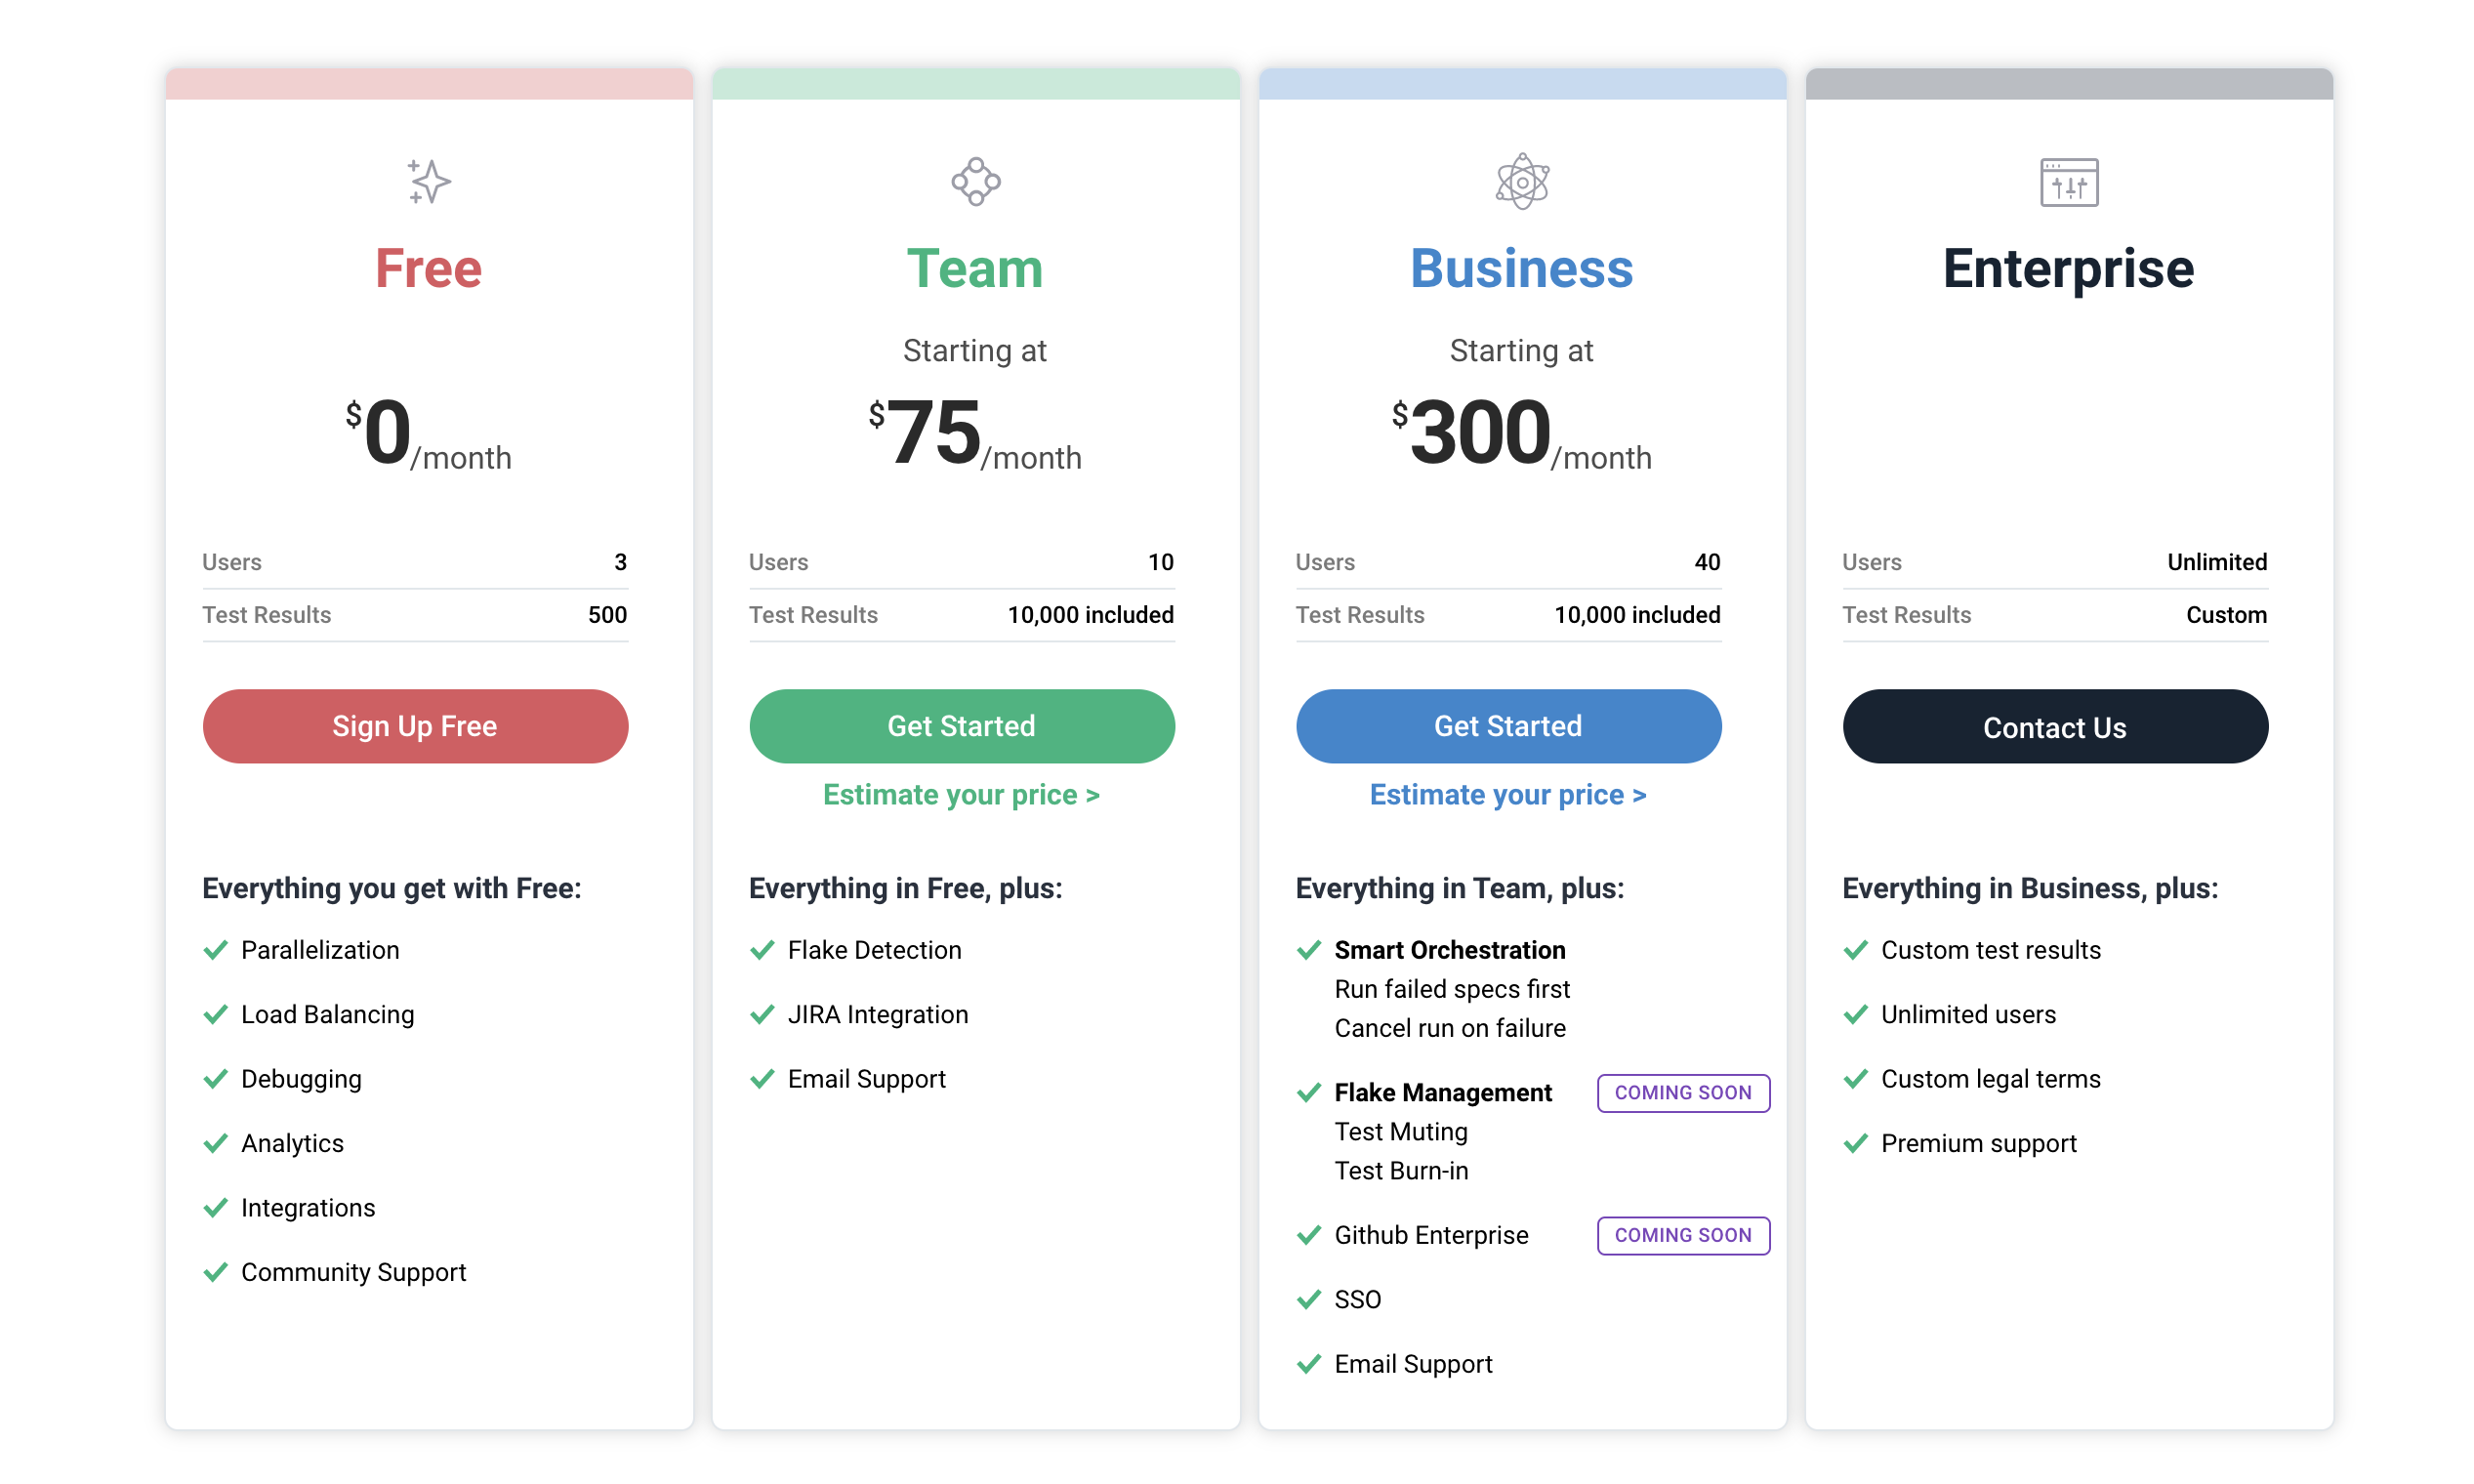 Free
$0/month
Users 3
Test Results 500
Sign Up Free
Everything you get with Free:
Parallelization
Load Balancing
Debugging
Analytics
Integrations
Community Support
Team
Starting at
$75/month
Users 10
Test Results 10,000 included
Get Started
Estimate your price >
Everything in Free, plus:
Flake Detection
JIRA Integration
Email Support
Business
Starting at
$300/month
Users 40
Test Results 10,000 included
Get Started
Estimate your price >
Everything in Team, plus:
Smart Orchestration
Run failed specs first
Cancel run on failure
Flake Management COMING SOON
Test Muting
Test Burn-in
Github Enterprise COMING SOON
SSO
Email Support
Enterprise
Users Unlimited
Test Results Custom
Contact Us
Everything in Business, plus:
Custom test results
Unlimited users
Custom legal terms
Premium support